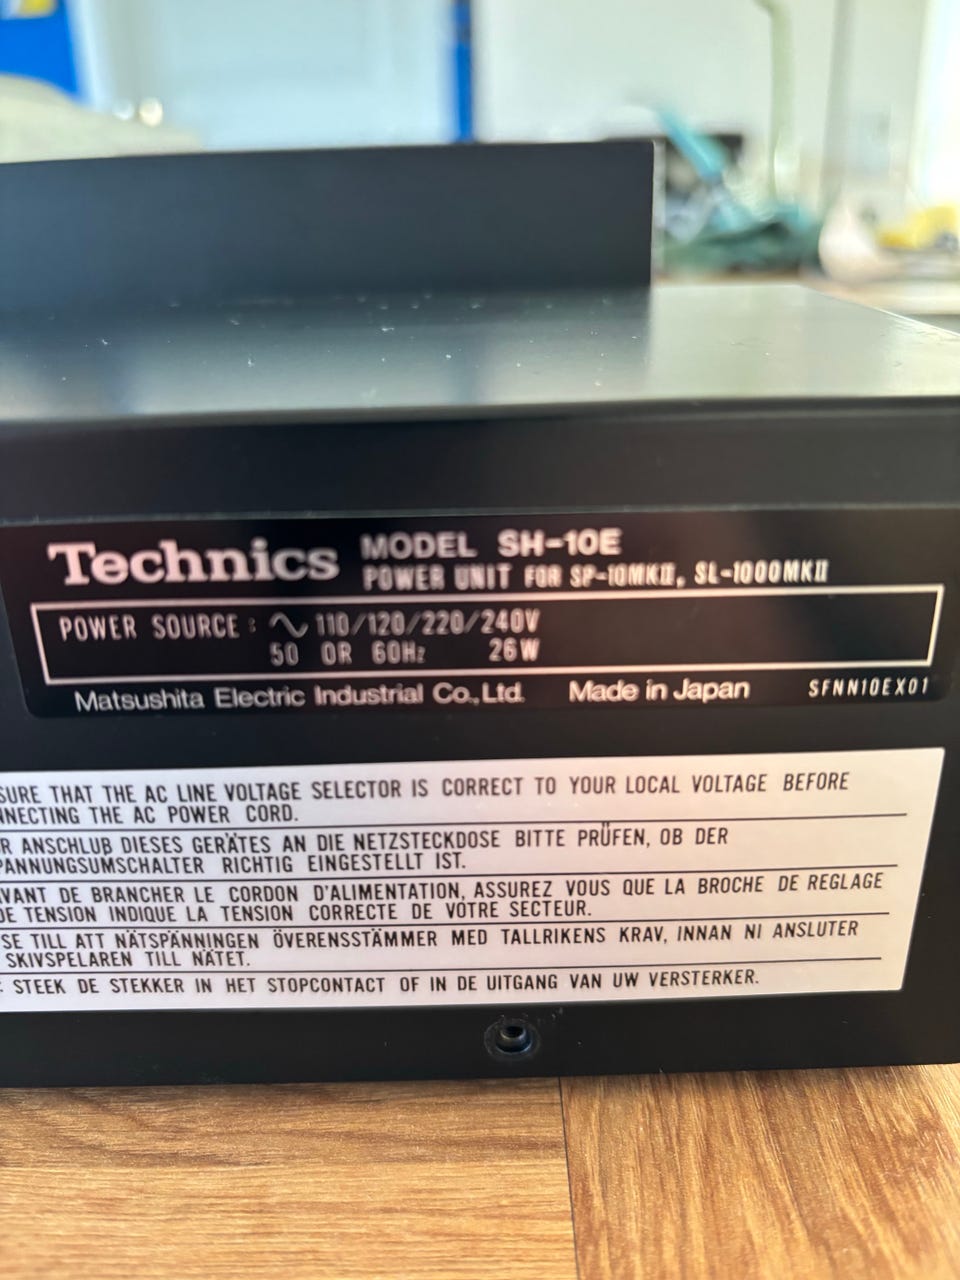 Technics MODEL SH-10E
POWER UNIT FOR SP-10MKII, SL-1000MKII
POWER SOURCE: ∿ 110/120/220/240V
50 OR 60Hz 26W
Matsushita Electric Industrial Co., Ltd. Made in Japan SFNN10EX01
SURE THAT THE AC LINE VOLTAGE SELECTOR IS CORRECT TO YOUR LOCAL VOLTAGE BEFORE
NNECTING THE AC POWER CORD.
R ANSCHLUB DIESES GERÄTES AN DIE NETZSTECKDOSE BITTE PRÜFEN, OB DER
PANNUNGSUMSCHALTER RICHTIG EINGESTELLT IST.
AVANT DE BRANCHER LE CORDON D'ALIMENTATION, ASSUREZ VOUS QUE LA BROCHE DE REGLAGE
DE TENSION INDIQUE LA TENSION CORRECTE DE VOTRE SECTEUR.
SE TILL ATT NÄTSPÄNNINGEN ÖVERENSSTÄMMER MED TALLRIKENS KRAV, INNAN NI ANSLUTER
SKIVSPELAREN TILL NÄTET.
STEEK DE STEKKER IN HET STOPCONTACT OF IN DE UITGANG VAN UW VERSTERKER.